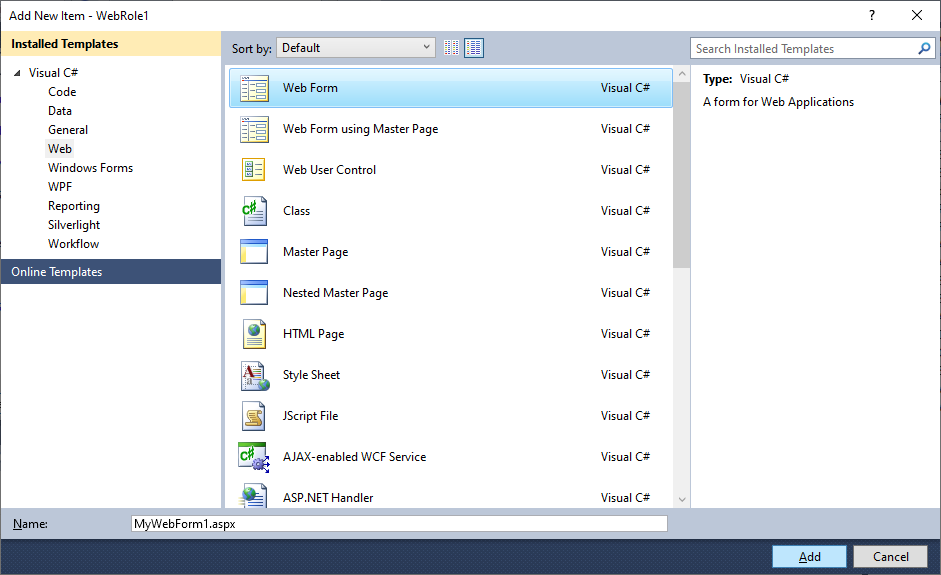 Add New Item - WebRole1
Installed Templates
Visual C#
Code
Data
General
Web
Windows Forms
WPF
Reporting
Silverlight
Workflow
Online Templates
Sort by: Default
Web Form Visual C#
Web Form using Master Page Visual C#
Web User Control Visual C#
Class Visual C#
Master Page Visual C#
Nested Master Page Visual C#
HTML Page Visual C#
Style Sheet Visual C#
JScript File Visual C#
AJAX-enabled WCF Service Visual C#
ASP.NET Handler Visual C#
Search Installed Templates
Type: Visual C#
A form for Web Applications
Name: MyWebForm1.aspx
Add Cancel